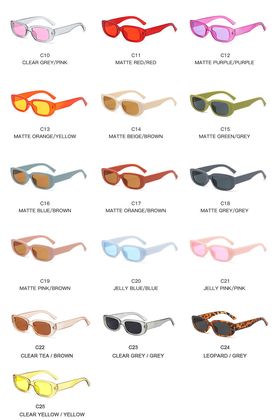 C10 C11 C12
CLEAR GREY/PINK MATTE RED/RED MATTE PURPLE/PURPLE
C13 C14 C15
MATTE ORANGE/YELLOW MATTE BEIGE/BROWN MATTE GREEN/GREY
C16 C17 C18
MATTE BLUE/BROWN MATTE ORANGE/BROWN MATTE GREY/GREY
C19 C20 C21
MATTE PINK/BROWN JELLY BLUE/BLUE JELLY PINK/PINK
C22 C23 C24
CLEAR TEA / BROWN CLEAR GREY / GREY LEOPARD / GREY
C25
CLEAR YELLOW / YELLOW